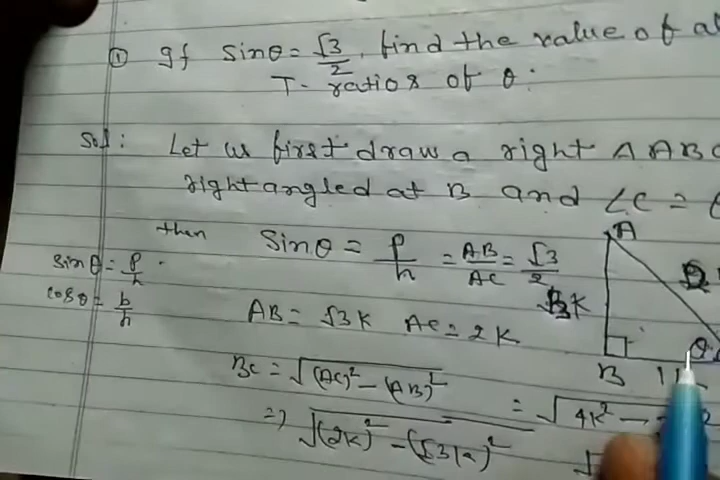 ① If sinθ = √3/2, find the value of al
T-ratios of θ.
Sol: Let us first draw a right △ ABC
right angled at B and ∠C = θ
then sinθ = p/h = AB/AC = √3/2
sinθ = p/h
cosθ = b/h
AB = √3K AC = 2K
A
√3K
θ
B
BC = √(AC)² - (AB)²
⇒ √(2K)² - (√3K)²
= √4K² -